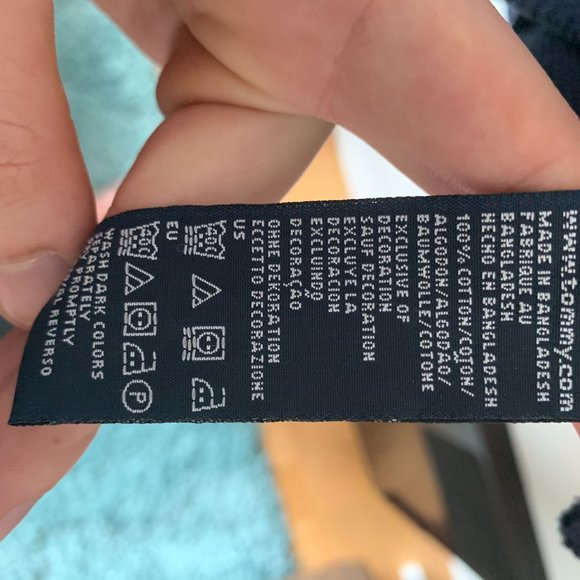 www.tommy.com
MADE IN BANGLADESH
FABRIQUE AU
BANGLADESH
HECHO EN BANGLADESH
100% COTTON/COTON/
ALGODON/ALGODÃO/
BAUMWOLLE/COTONE
EXCLUSIVE OF
DECORATION
SAUF DECORATION
EXCLUYE LA
DECORACION
EXCLUINDO
DECORAÇÃO
OHNE DEKORATION
ECCETTO DECORAZIONE
US
EU
P
WASH DARK COLORS
SEPARATELY
PROMPTLY
REVERSO